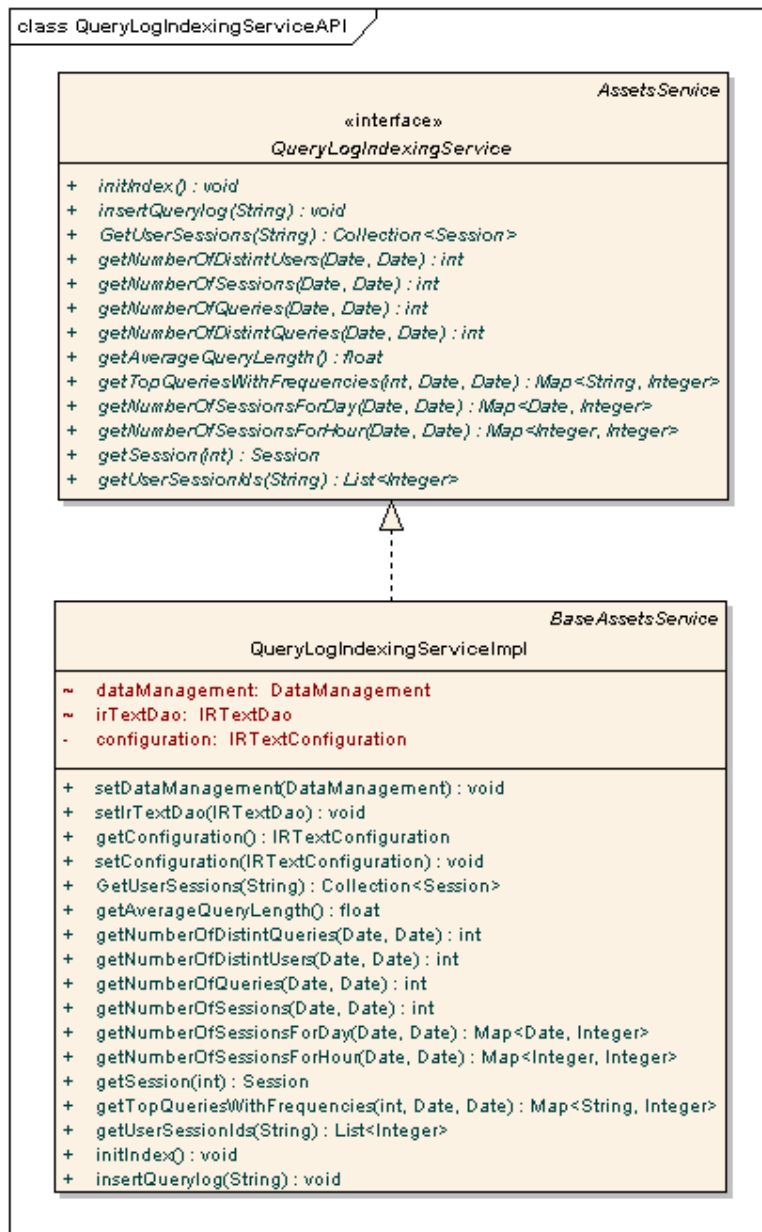 class QueryLogIndexingServiceAPI
AssetsService
«interface»
QueryLogIndexingService
+ initIndex() : void
+ insertQuerylog(String) : void
+ GetUserSessions(String) : Collection<Session>
+ getNumberOfDistintUsers(Date, Date) : int
+ getNumberOfSessions(Date, Date) : int
+ getNumberOfQueries(Date, Date) : int
+ getNumberOfDistintQueries(Date, Date) : int
+ getAverageQueryLength() : float
+ getTopQueriesWithFrequencies(int, Date, Date) : Map<String, Integer>
+ getNumberOfSessionsForDay(Date, Date) : Map<Date, Integer>
+ getNumberOfSessionsForHour(Date, Date) : Map<Integer, Integer>
+ getSession(int) : Session
+ getUserSessionIds(String) : List<Integer>
BaseAssetsService
QueryLogIndexingServiceImpl
~ dataManagement: DataManagement
~ irTextDao: IRTextDao
- configuration: IRTextConfiguration
+ setDataManagement(DataManagement) : void
+ setIrTextDao(IRTextDao) : void
+ getConfiguration() : IRTextConfiguration
+ setConfiguration(IRTextConfiguration) : void
+ GetUserSessions(String) : Collection<Session>
+ getAverageQueryLength() : float
+ getNumberOfDistintQueries(Date, Date) : int
+ getNumberOfDistintUsers(Date, Date) : int
+ getNumberOfQueries(Date, Date) : int
+ getNumberOfSessions(Date, Date) : int
+ getNumberOfSessionsForDay(Date, Date) : Map<Date, Integer>
+ getNumberOfSessionsForHour(Date, Date) : Map<Integer, Integer>
+ getSession(int) : Session
+ getTopQueriesWithFrequencies(int, Date, Date) : Map<String, Integer>
+ getUserSessionIds(String) : List<Integer>
+ initIndex() : void
+ insertQuerylog(String) : void